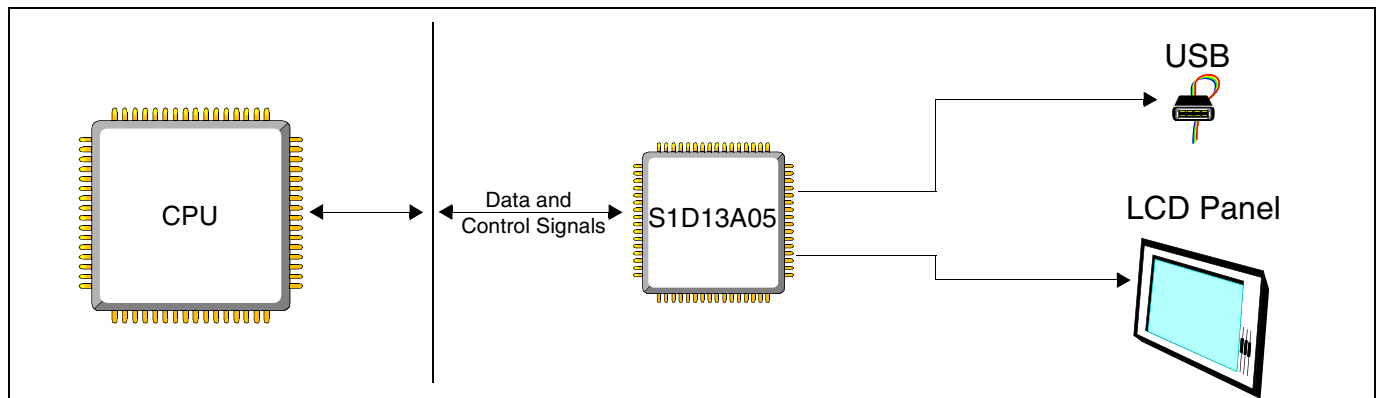 USB
CPU
Data and
Control Signals
S1D13A05
LCD Panel